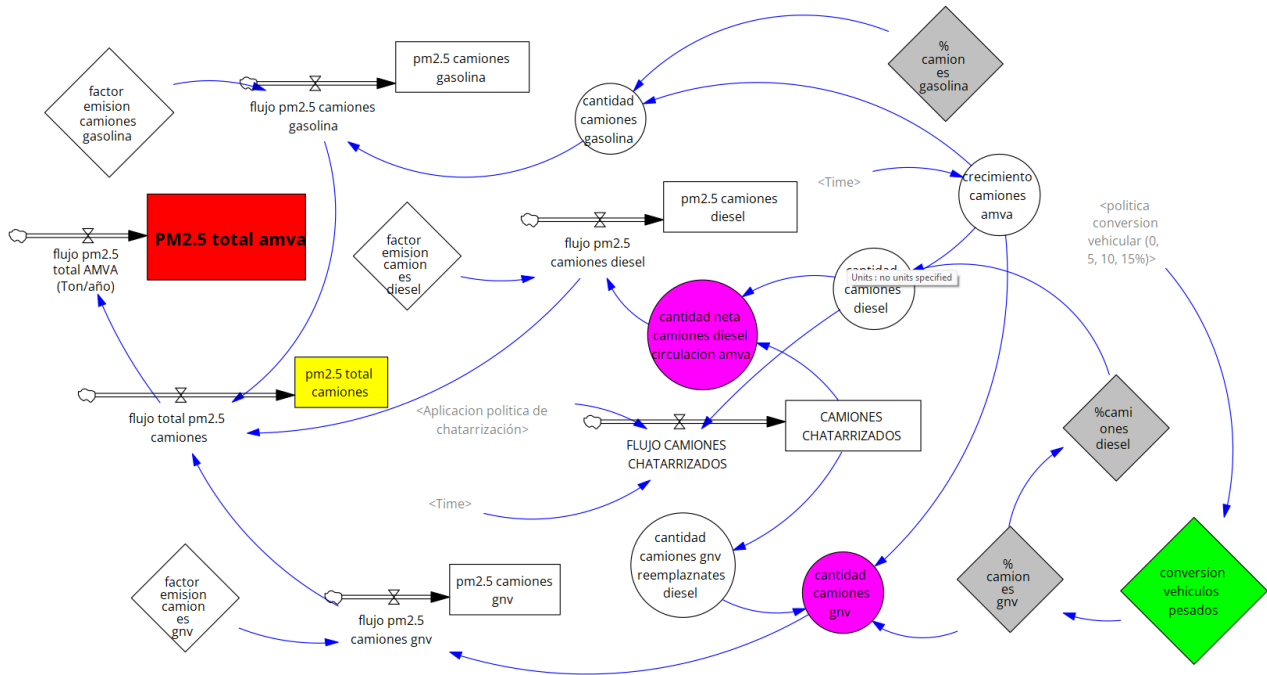 %
camion
es
gasolina
pm2.5 camiones
gasolina
factor
emision
camiones
gasolina
flujo pm2.5 camiones
gasolina
cantidad
camiones
gasolina
<Time>
crecimiento
camiones
amva
pm2.5 camiones
diesel
<politica
conversion
vehicular (0,
5, 10, 15%)>
PM2.5 total amva
flujo pm2.5
total AMVA
(Ton/año)
factor
emision
camion
es
diesel
flujo pm2.5
camiones diesel
cantidad
Units : no units specified
camiones
diesel
cantidad neta
camiones diesel
circulacion amva
pm2.5 total
camiones
flujo total pm2.5
camiones
<Aplicacion politica de
chatarrización>
CAMIONES
CHATARRIZADOS
FLUJO CAMIONES
CHATARRIZADOS
%cami
ones
diesel
<Time>
cantidad
camiones gnv
reemplaznates
diesel
cantidad
camiones
gnv
%
camion
es
gnv
conversion
vehiculos
pesados
factor
emision
camion
es
gnv
pm2.5 camiones
gnv
flujo pm2.5
camiones gnv